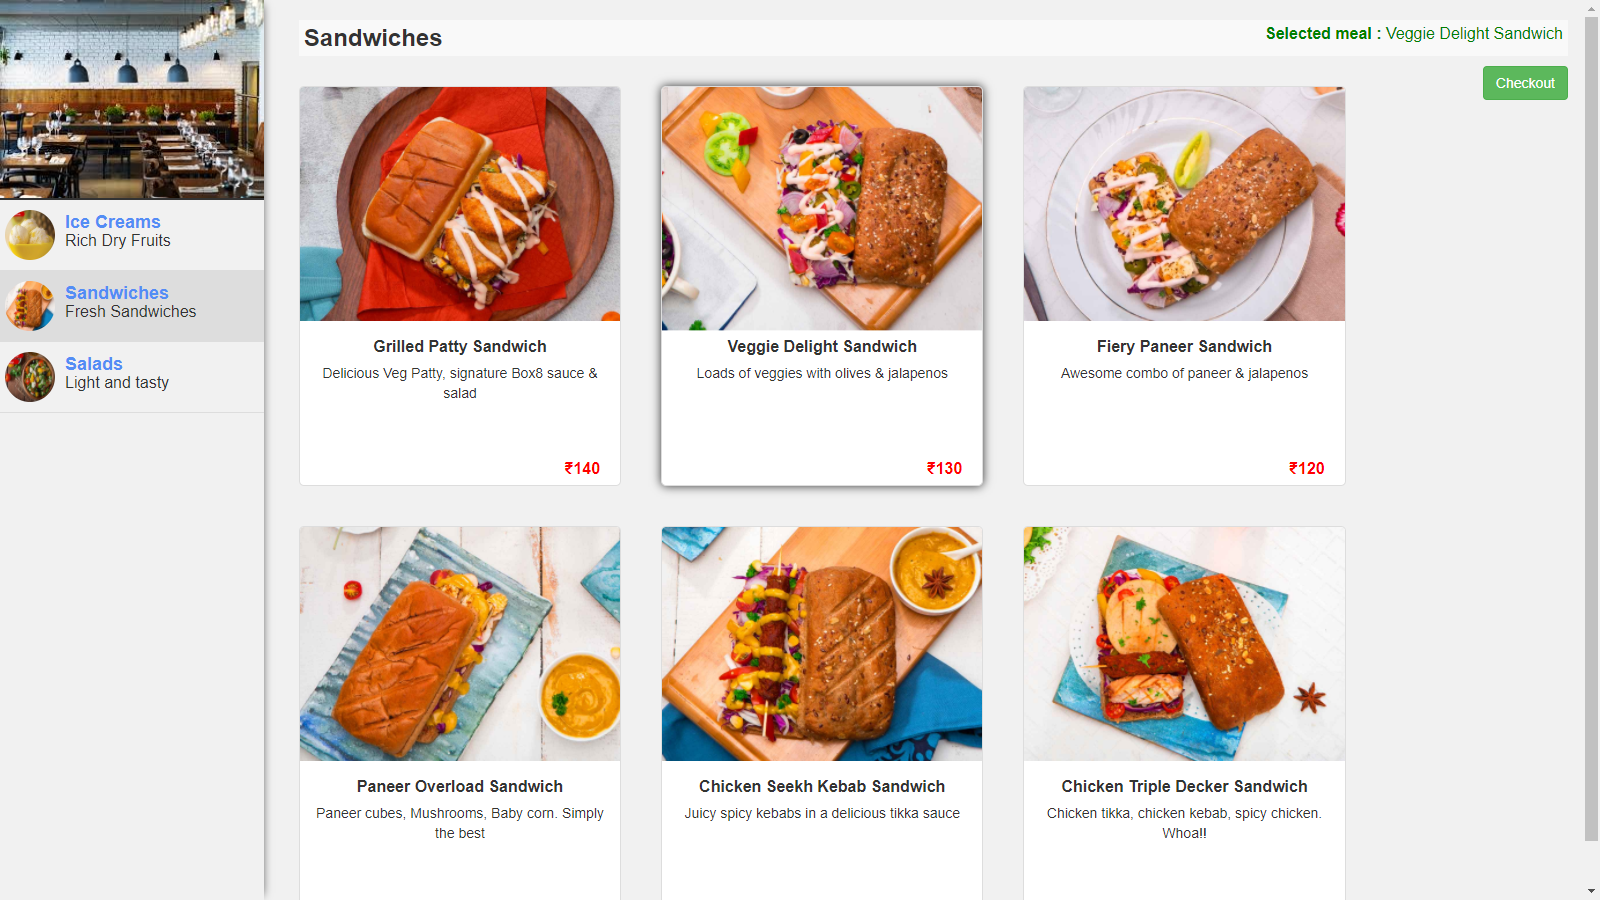 Sandwiches
Selected meal : Veggie Delight Sandwich
Checkout
Ice Creams
Rich Dry Fruits
Sandwiches
Fresh Sandwiches
Salads
Light and tasty
Grilled Patty Sandwich
Delicious Veg Patty, signature Box8 sauce &
salad
₹140
Veggie Delight Sandwich
Loads of veggies with olives & jalapenos
₹130
Fiery Paneer Sandwich
Awesome combo of paneer & jalapenos
₹120
Paneer Overload Sandwich
Paneer cubes, Mushrooms, Baby corn. Simply
the best
Chicken Seekh Kebab Sandwich
Juicy spicy kebabs in a delicious tikka sauce
Chicken Triple Decker Sandwich
Chicken tikka, chicken kebab, spicy chicken.
Whoa!!